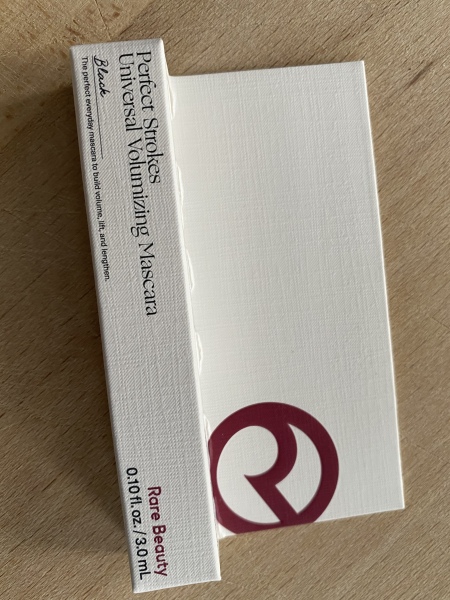 Perfect Strokes
Universal Volumizing Mascara
Black
The perfect everyday mascara to build volume, lift, and lengthen.
Rare Beauty
0.10 fl. oz. / 3.0 mL
R